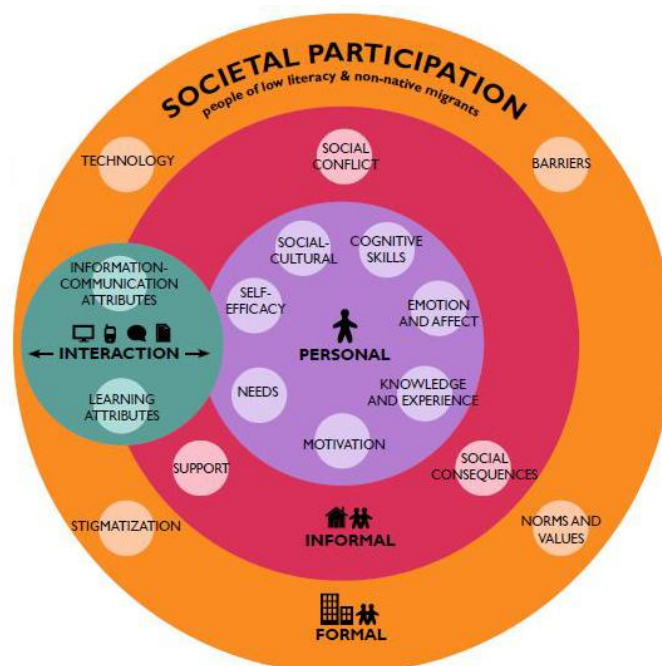 SOCIETAL PARTICIPATION
people of low literacy & non-native migrants
TECHNOLOGY
SOCIAL
CONFLICT
BARRIERS
SOCIAL-
CULTURAL
COGNITIVE
SKILLS
INFORMATION-
COMMUNICATION
ATTRIBUTES
SELF-
EFFICACY
EMOTION
AND AFFECT
INTERACTION
PERSONAL
LEARNING
ATTRIBUTES
NEEDS
KNOWLEDGE
AND EXPERIENCE
MOTIVATION
SUPPORT
SOCIAL
CONSEQUENCES
STIGMATIZATION
INFORMAL
NORMS AND
VALUES
FORMAL